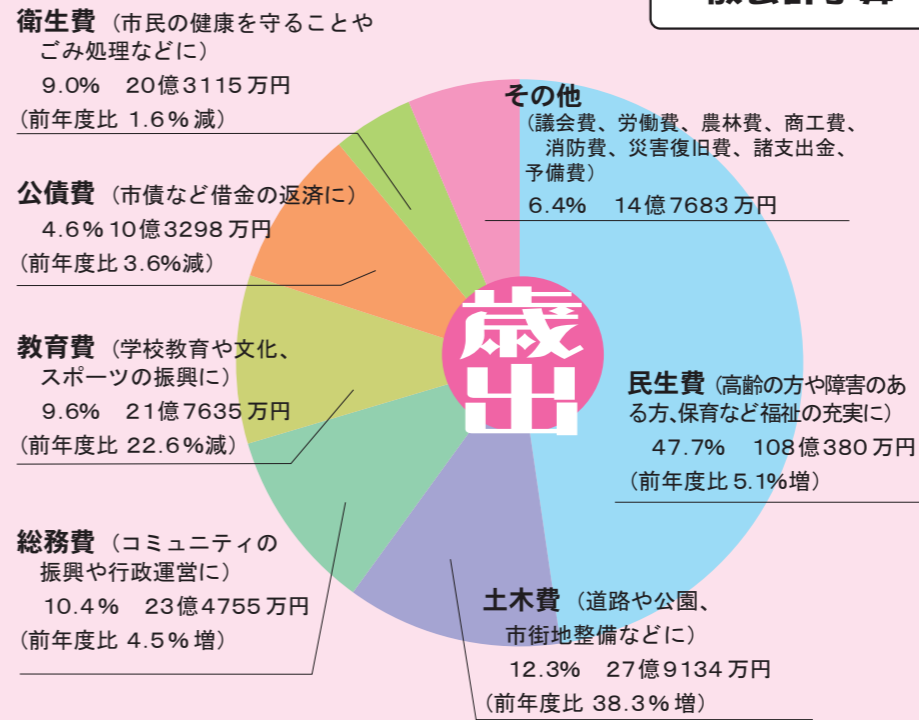 衛生費（市民の健康を守ることや
ごみ処理などに）
9.0%　20億3115万円
（前年度比 1.6%減）
公債費（市債など借金の返済に）
4.6% 10億3298万円
（前年度比 3.6%減）
教育費（学校教育や文化、
スポーツの振興に）
9.6%　21億7635万円
（前年度比 22.6%減）
総務費（コミュニティの
振興や行政運営に）
10.4%　23億4755万円
（前年度比 4.5%増）
その他
（議会費、労働費、農林費、商工費、
消防費、災害復旧費、諸支出金、
予備費）
6.4%　14億7683万円
歳
出
民生費（高齢の方や障害のあ
る方、保育など福祉の充実に）
47.7%　108億380万円
（前年度比 5.1%増）
土木費（道路や公園、
市街地整備などに）
12.3%　27億9134万円
（前年度比 38.3%増）